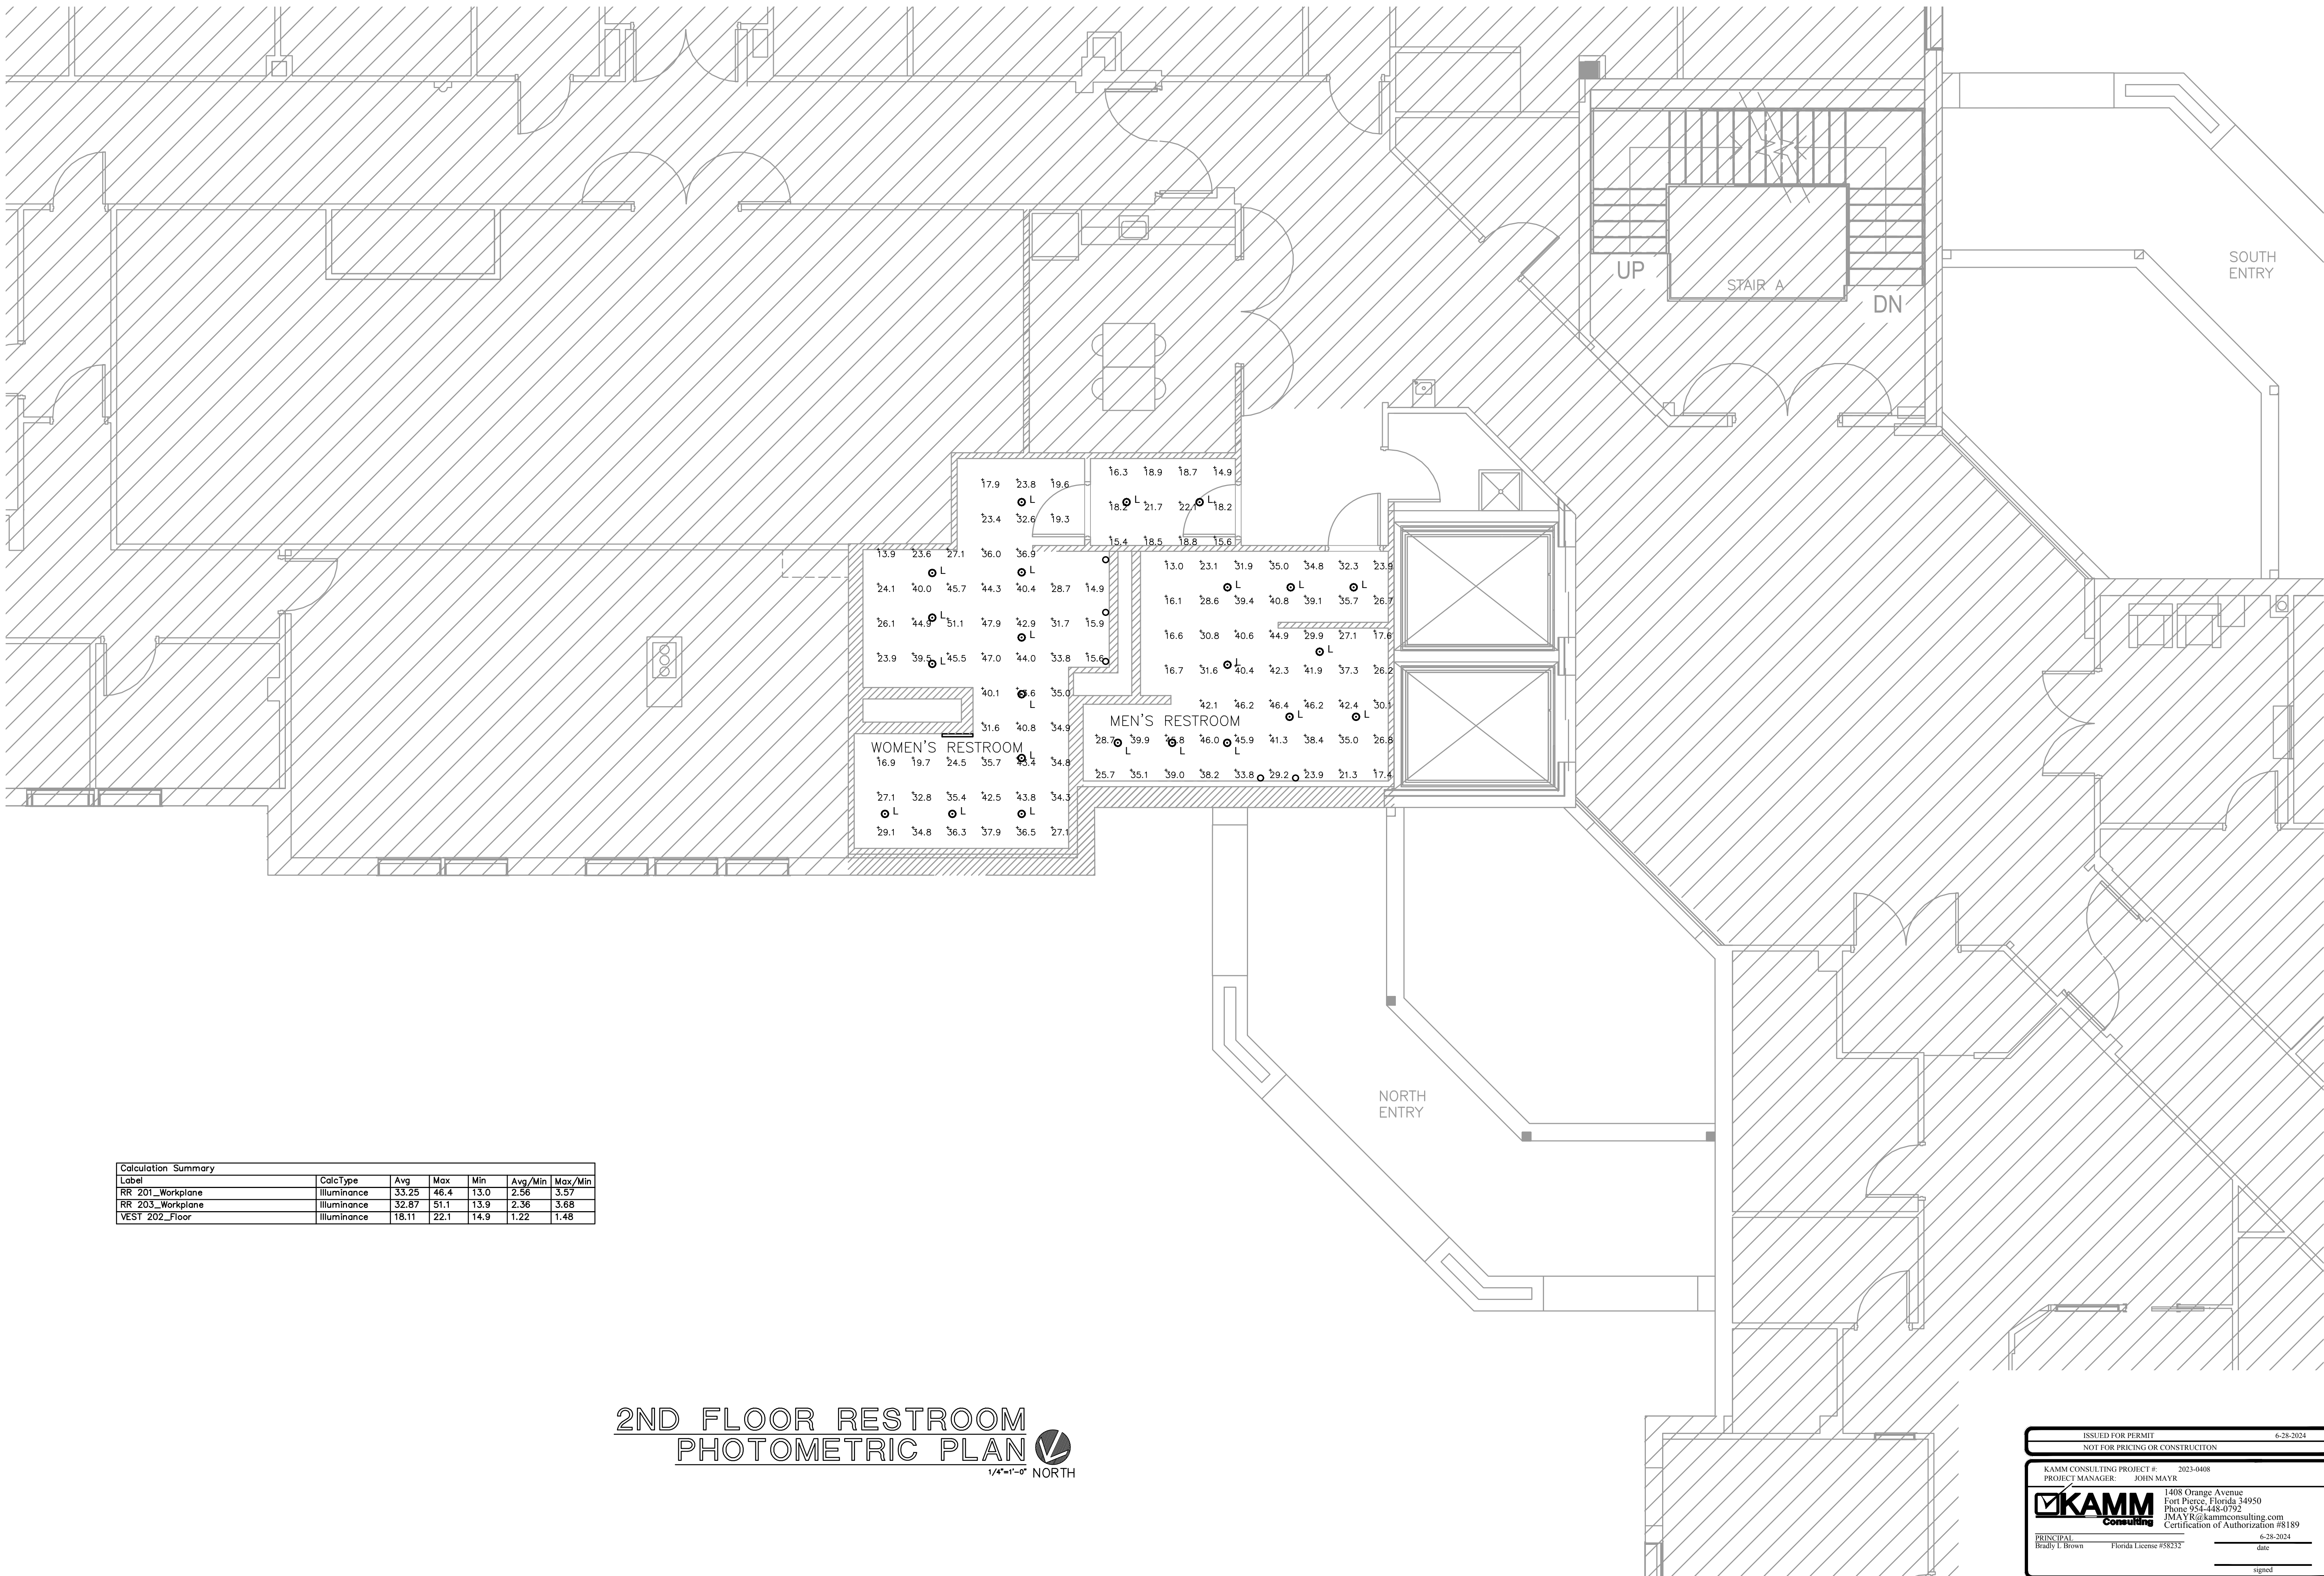 UP
STAIR A
DN
SOUTH
ENTRY
16.3 18.9 18.7 14.9
17.9 23.8 19.6
L
L L
18.2 21.7 22.1 18.2
23.4 32.6 19.3
15.4 18.5 18.8 15.6
13.9 23.6 27.1 36.0 36.9
13.0 23.1 31.9 35.0 34.8 32.3 23.9
L L
L L L
24.1 40.0 45.7 44.3 40.4 28.7 14.9
16.1 28.6 39.4 40.8 39.1 35.7 26.7
L
26.1 44.9 51.1 47.9 42.9 31.7 15.9
L
16.6 30.8 40.6 44.9 29.9 27.1 17.6
L
23.9 39.5 L 45.5 47.0 44.0 33.8 15.6
L
16.7 31.6 40.4 42.3 41.9 37.3 26.2
40.1 35.0
L
42.1 46.2 46.4 46.2 42.4 30.1
L L
MEN'S RESTROOM
31.6 40.8 34.9
28.7 39.9 46.0 45.9 41.3 38.4 35.0 26.8
L L L
WOMEN'S RESTROOM
L
16.9 19.7 24.5 35.7 34.8
25.7 35.1 39.0 38.2 33.8 29.2 23.9 21.3 17.4
27.1 32.8 35.4 42.5 43.8 34.3
L L L
29.1 34.8 36.3 37.9 36.5 27.1
NORTH
ENTRY
Calculation Summary
Label CalcType Avg Max Min Avg/Min Max/Min
RR 201_Workplane Illuminance 33.25 46.4 13.0 2.56 3.57
RR 203_Workplane Illuminance 32.87 51.1 13.9 2.36 3.68
VEST 202_Floor Illuminance 18.11 22.1 14.9 1.22 1.48
2ND FLOOR RESTROOM
PHOTOMETRIC PLAN
1/4"=1'-0" NORTH
ISSUED FOR PERMIT 6-28-2024
NOT FOR PRICING OR CONSTRUCITON
KAMM CONSULTING PROJECT #: 2023-0408
PROJECT MANAGER: JOHN MAYR
KAMM
Consulting
1408 Orange Avenue
Fort Pierce, Florida 34950
Phone 954-448-0792
JMAYR@kammconsulting.com
Certification of Authorization #8189
PRINCIPAL 6-28-2024
Bradly L Brown Florida License #58232 date
signed